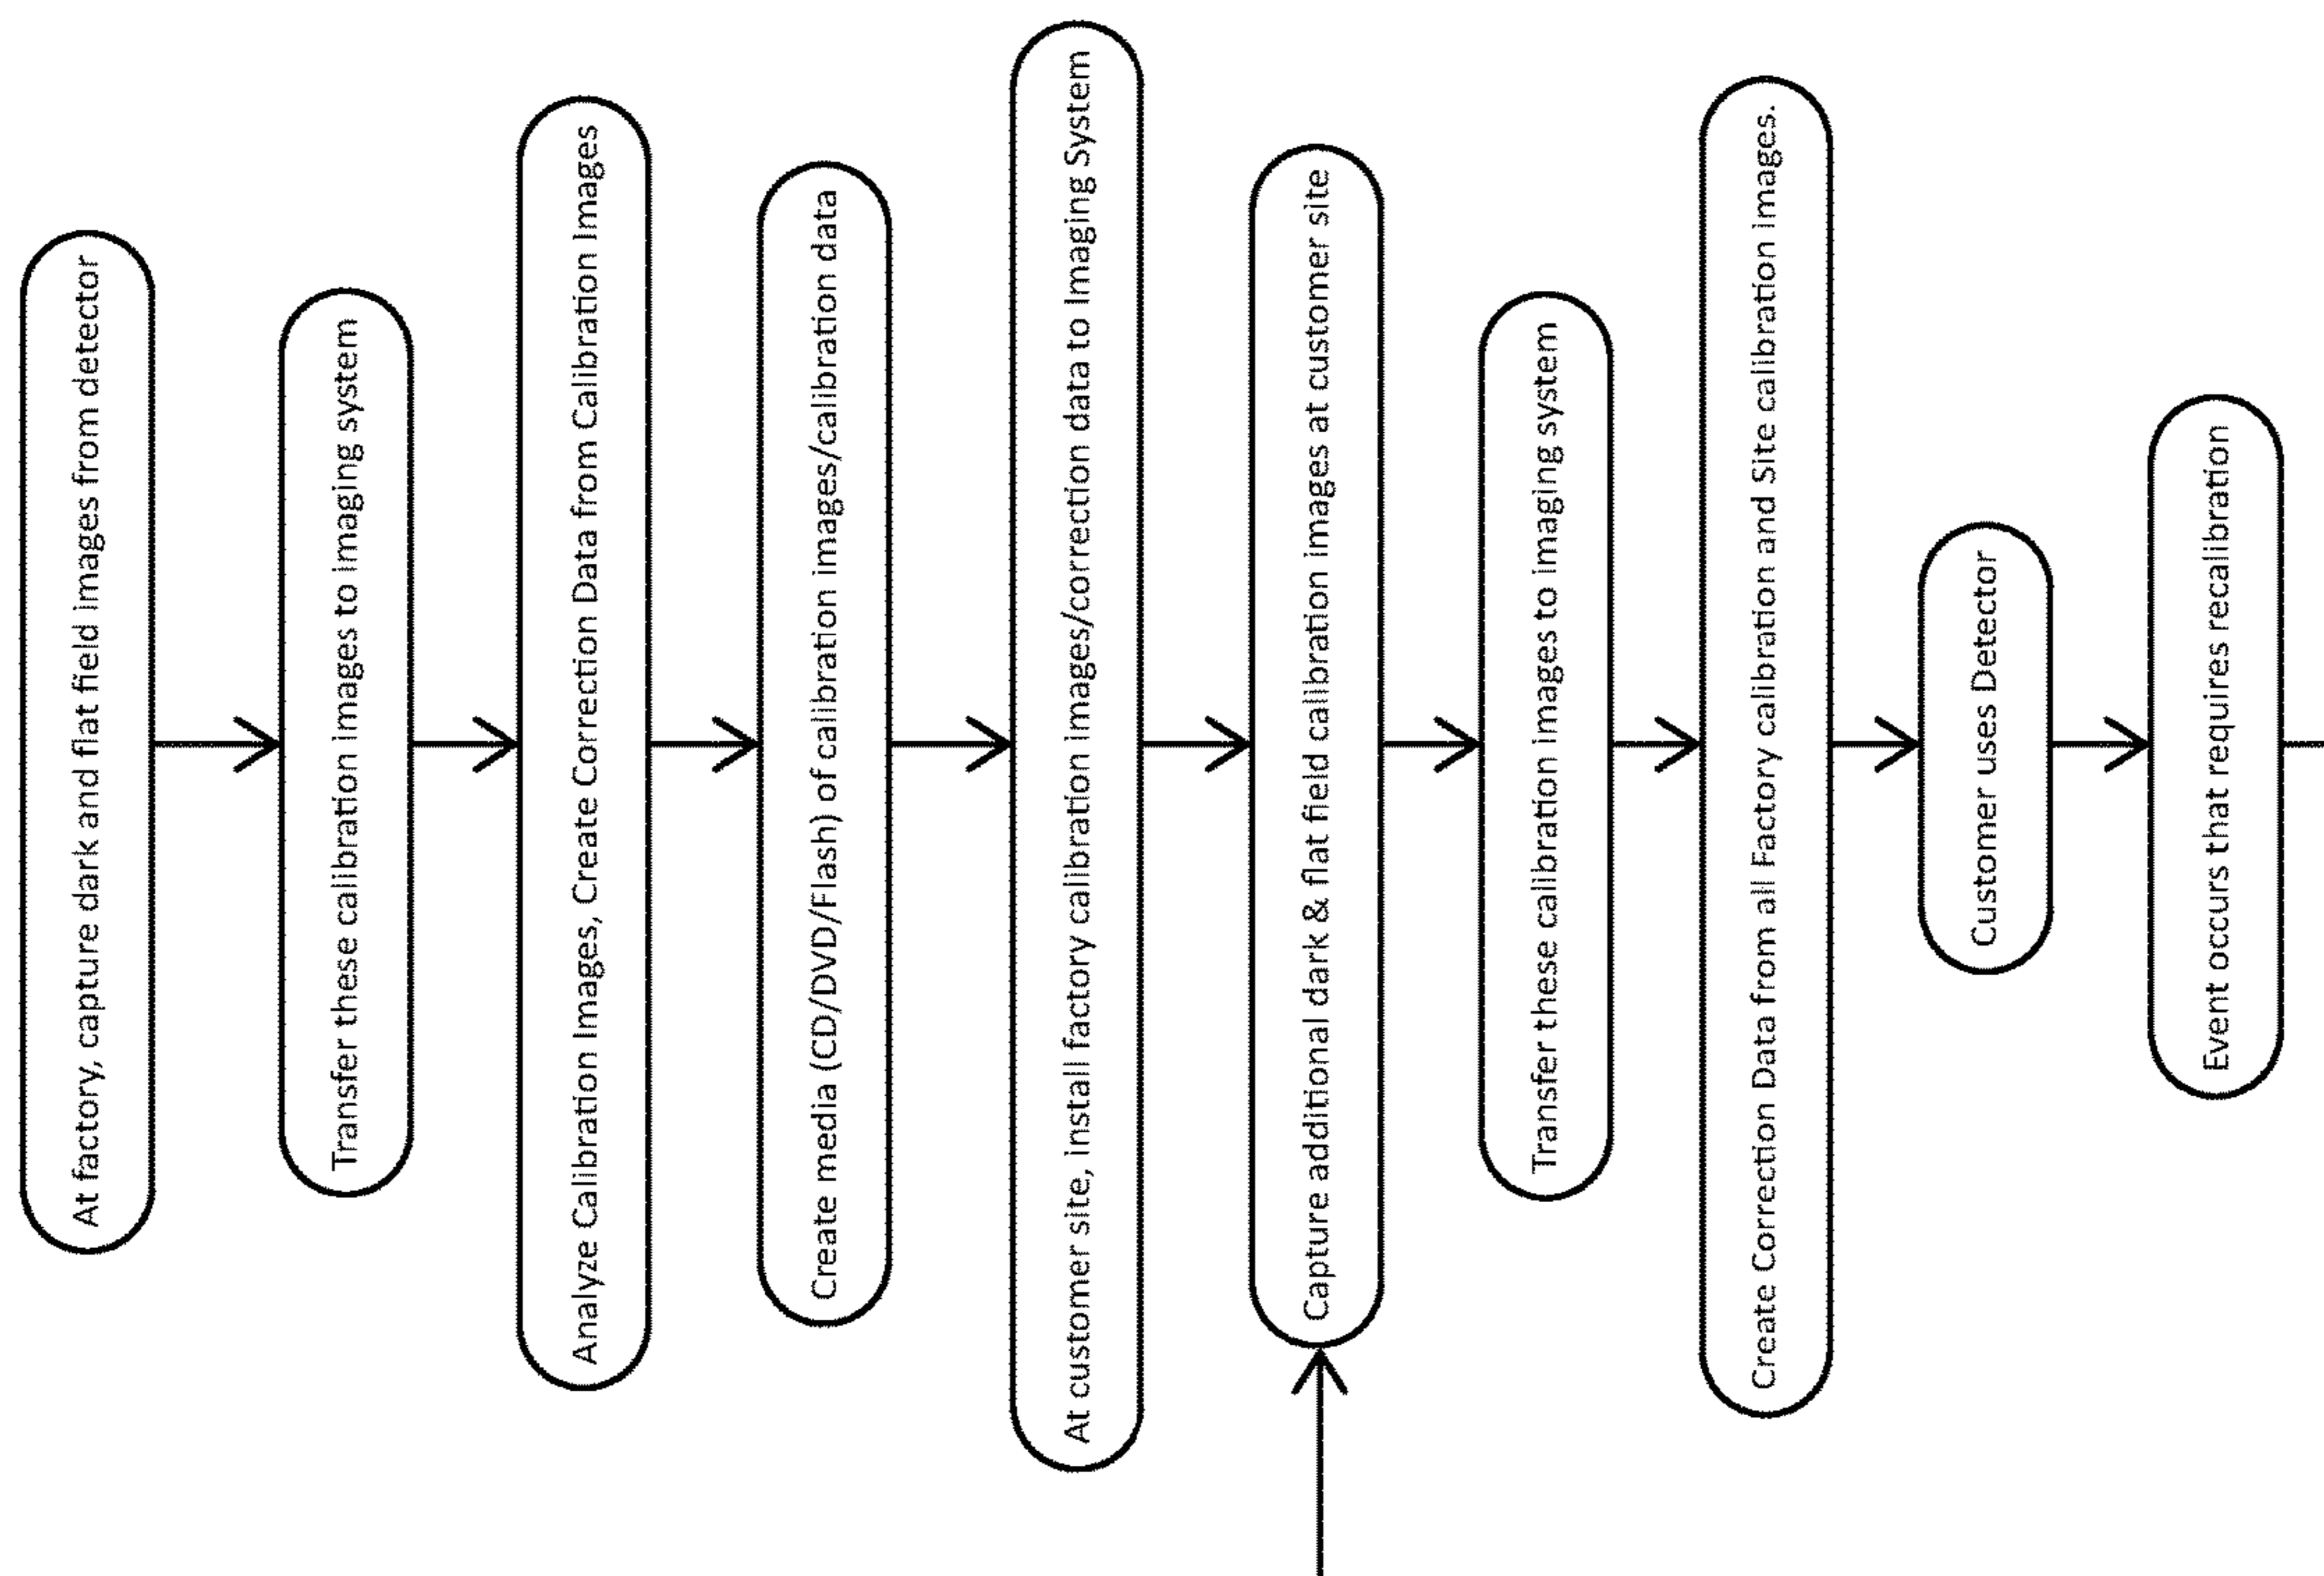 At factory, capture dark and flat field images from detector
Transfer these calibration images to imaging system
Analyze Calibration Images, Create Correction Data from Calibration Images
Create media (CD/DVD/Flash) of calibration images/calibration data
At customer site, install factory calibration images/correction data to Imaging System
Capture additional dark & flat field calibration images at customer site
Transfer these calibration images to imaging system
Create Correction Data from all Factory calibration and Site calibration images.
Customer uses Detector
Event occurs that requires recalibration